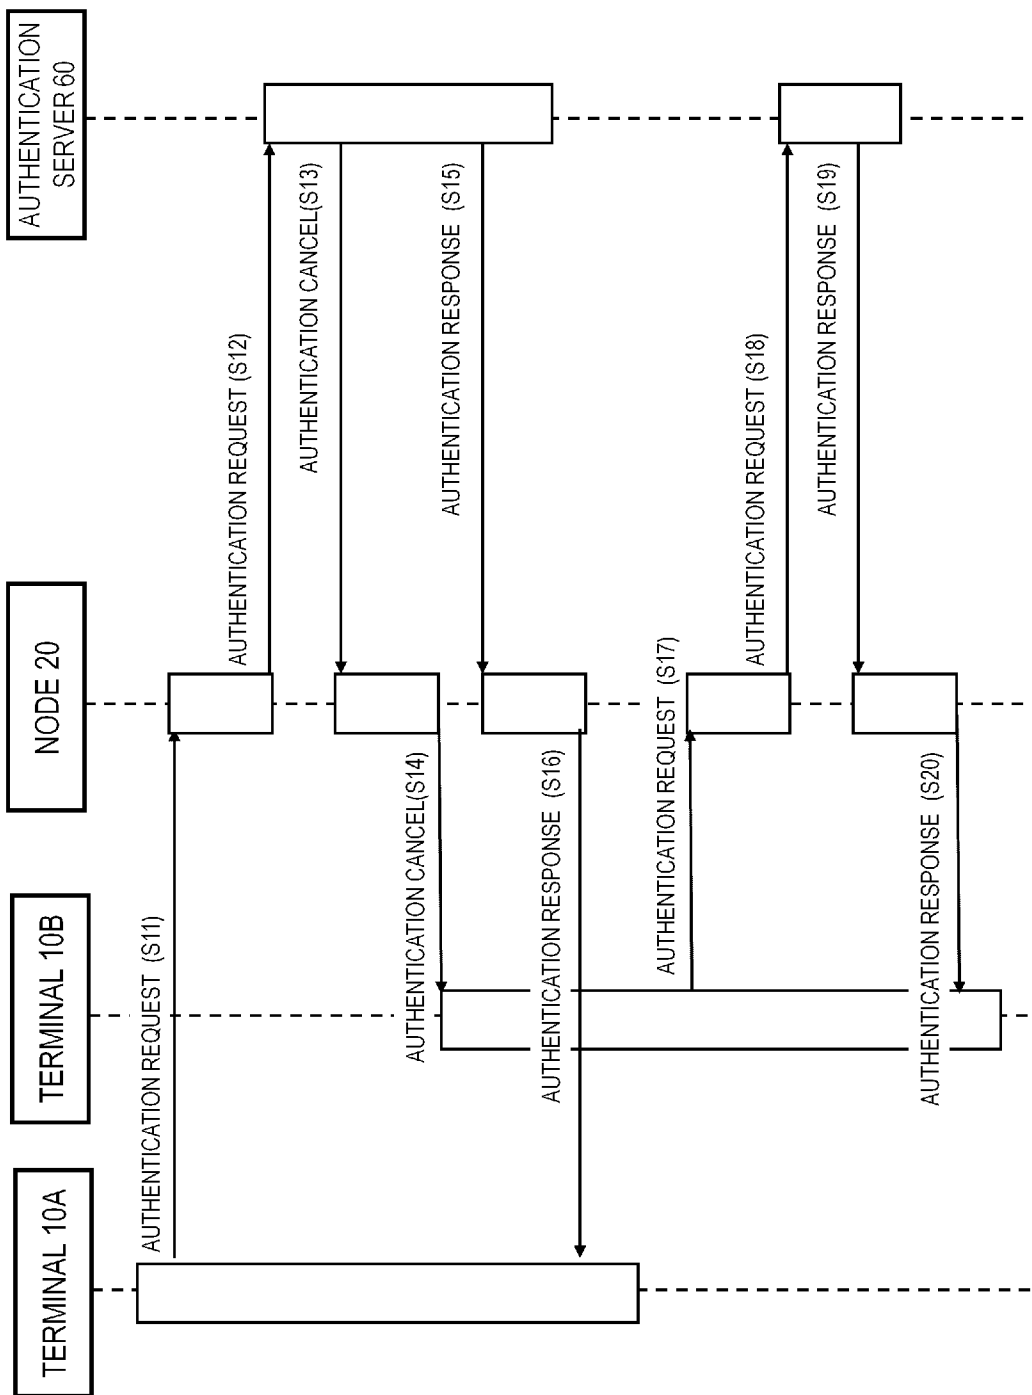 TERMINAL 10A
TERMINAL 10B
NODE 20
AUTHENTICATION
SERVER 60
AUTHENTICATION REQUEST (S11)
AUTHENTICATION REQUEST (S12)
AUTHENTICATION CANCEL(S13)
AUTHENTICATION CANCEL(S14)
AUTHENTICATION RESPONSE (S15)
AUTHENTICATION RESPONSE (S16)
AUTHENTICATION REQUEST (S17)
AUTHENTICATION REQUEST (S18)
AUTHENTICATION RESPONSE (S19)
AUTHENTICATION RESPONSE (S20)